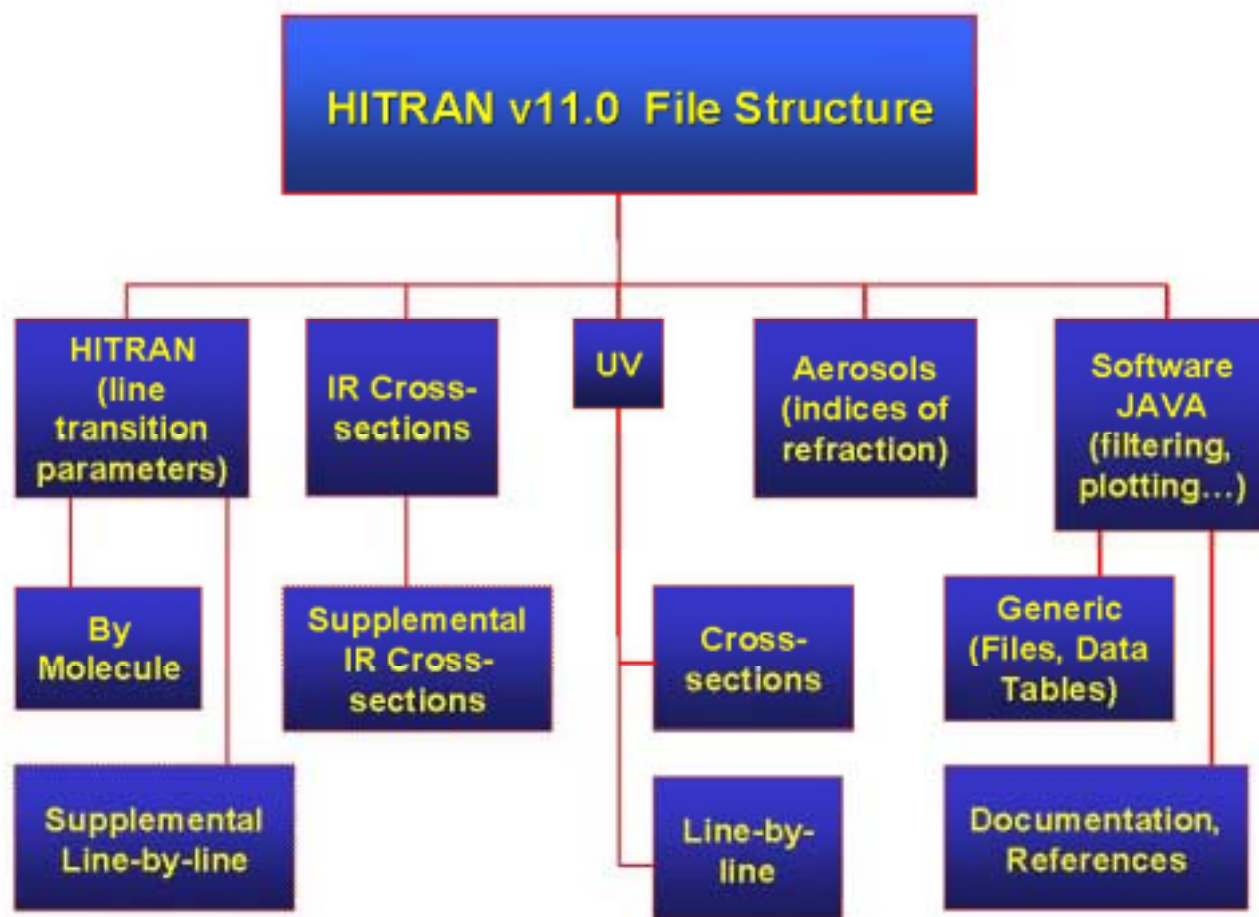 HITRAN v11.0 File Structure
HITRAN
(line
transition
parameters)
IR Cross-
sections
UV
Aerosols
(indices of
refraction)
Software
JAVA
(filtering,
plotting…)
By
Molecule
Supplemental
IR Cross-
sections
Cross-
sections
Generic
(Files, Data
Tables)
Supplemental
Line-by-line
Line-by-
line
Documentation,
References